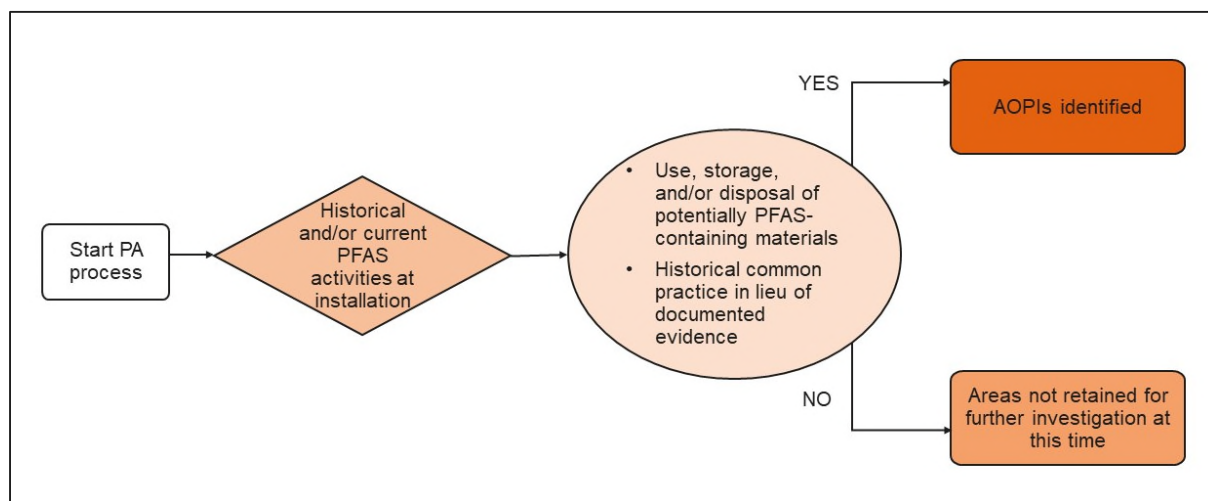 Start PA
process
Historical
and/or current
PFAS
activities at
installation
• Use, storage,
and/or disposal of
potentially PFAS-
containing materials
• Historical common
practice in lieu of
documented
evidence
YES
AOPIs identified
NO
Areas not retained for
further investigation at
this time